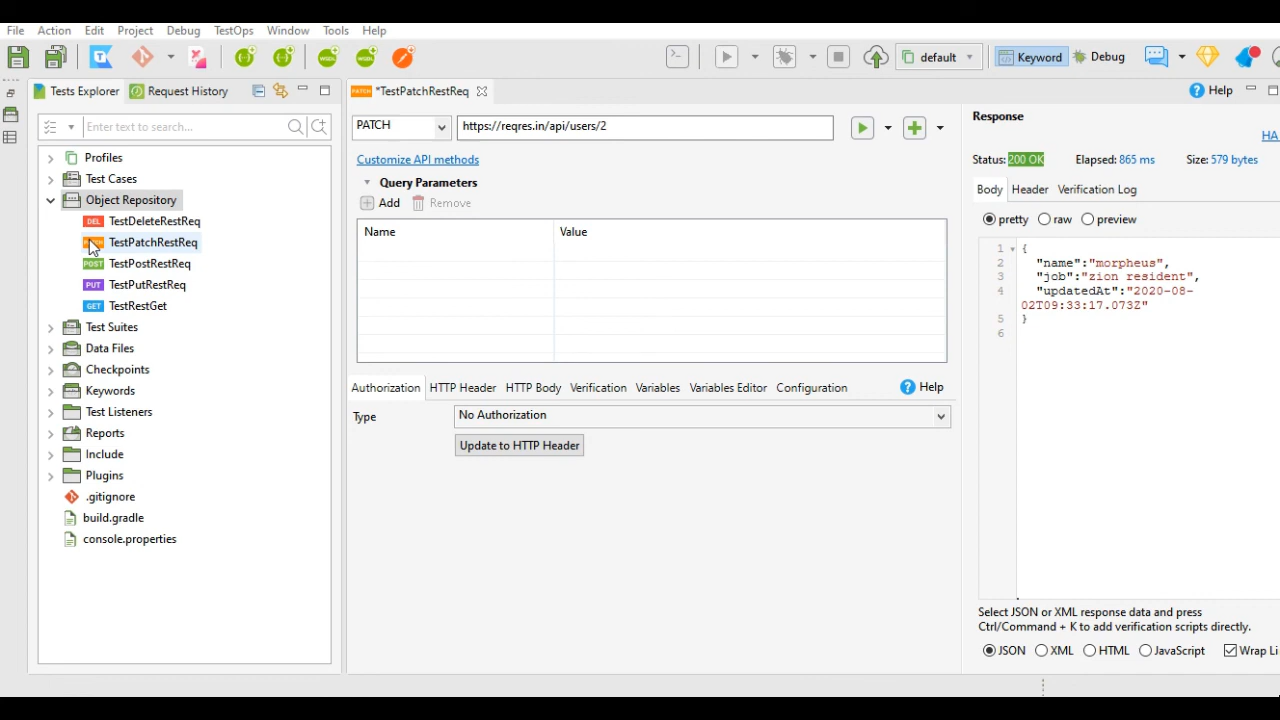 File Action Edit Project Debug TestOps Window Tools Help
default Keyword Debug
Tests Explorer Request History
Enter text to search...
Profiles
Test Cases
Object Repository
DEL TestDeleteRestReq
TestPatchRestReq
POST TestPostRestReq
PUT TestPutRestReq
GET TestRestGet
Test Suites
Data Files
Checkpoints
Keywords
Test Listeners
Reports
Include
Plugins
.gitignore
build.gradle
console.properties
PATCH *TestPatchRestReq
Help
PATCH https://reqres.in/api/users/2
Customize API methods
Query Parameters
Add Remove
Name Value
Authorization HTTP Header HTTP Body Verification Variables Variables Editor Configuration Help
Type No Authorization
Update to HTTP Header
Response
HA
Status: 200 OK Elapsed: 865 ms Size: 579 bytes
Body Header Verification Log
pretty raw preview
1 {
2 "name":"morpheus",
3 "job":"zion resident",
4 "updatedAt":"2020-08-
02T09:33:17.073Z"
5 }
6
Select JSON or XML response data and press
Ctrl/Command + K to add verification scripts directly.
JSON XML HTML JavaScript Wrap Li